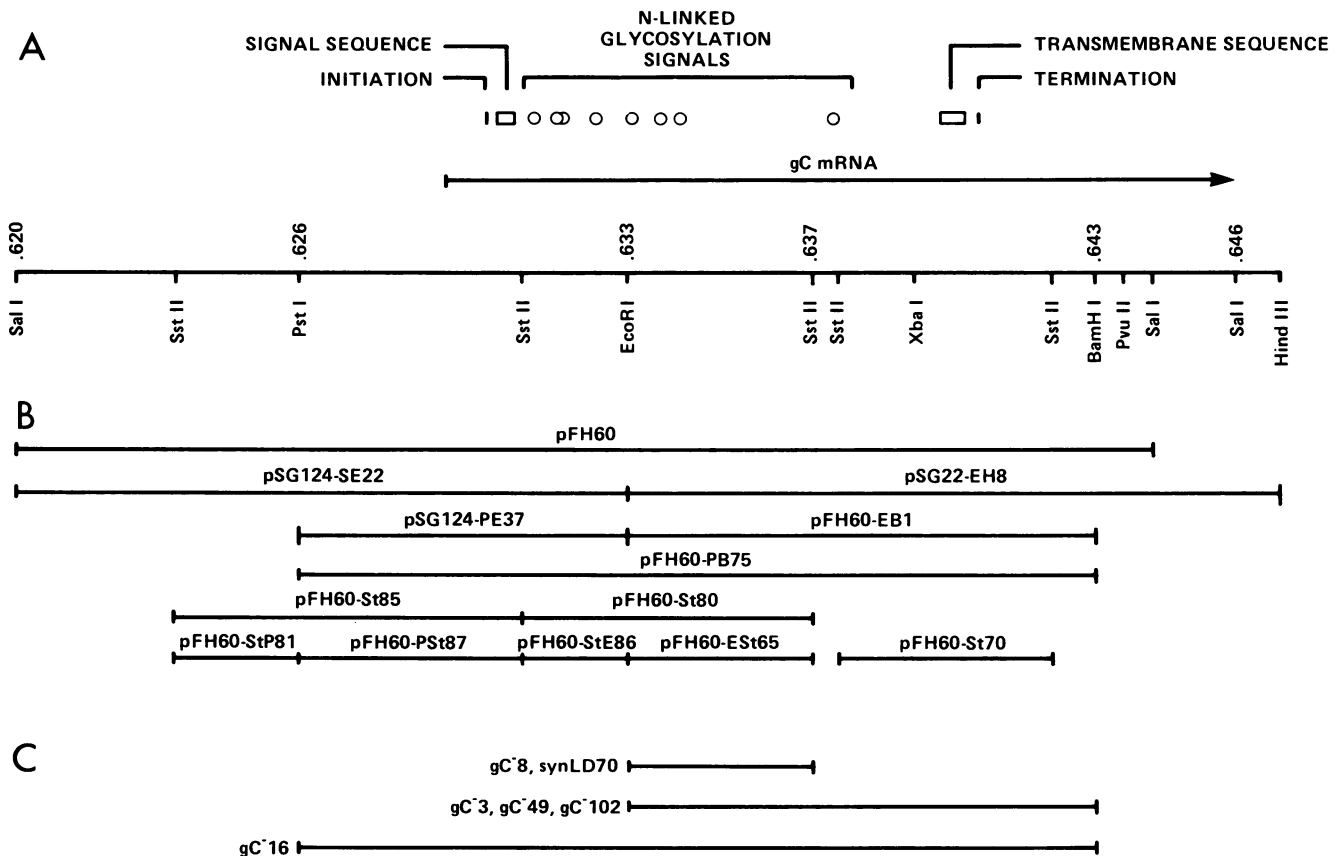 A
N-LINKED
GLYCOSYLATION
SIGNALS
SIGNAL SEQUENCE
TRANSMEMBRANE SEQUENCE
INITIATION
TERMINATION
gC mRNA
.620
.626
.633
.637
.643
.646
Sal I
Sst II
Pst I
Sst II
EcoR I
Sst II
Sst II
Xba I
Sst II
BamH I
Pvu II
Sal I
Sal I
Hind III
B
pFH60
pSG124-SE22
pSG22-EH8
pSG124-PE37
pFH60-EB1
pFH60-PB75
pFH60-St85
pFH60-St80
pFH60-StP81
pFH60-PSt87
pFH60-StE86
pFH60-ESt65
pFH60-St70
C
gC⁻8, synLD70
gC⁻3, gC⁻49, gC⁻102
gC⁻16